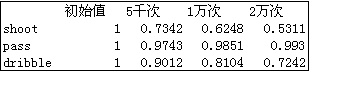 初始值 5千次 1万次 2万次
shoot 1 0.7342 0.6248 0.5311
pass 1 0.9743 0.9851 0.993
dribble 1 0.9012 0.8104 0.7242